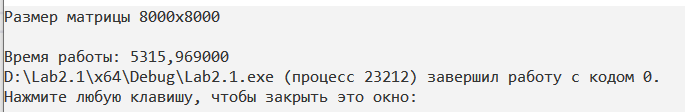 Размер матрицы 8000x8000
Время работы: 5315,969000
D:\Lab2.1\x64\Debug\Lab2.1.exe (процесс 23212) завершил работу с кодом 0.
Нажмите любую клавишу, чтобы закрыть это окно: